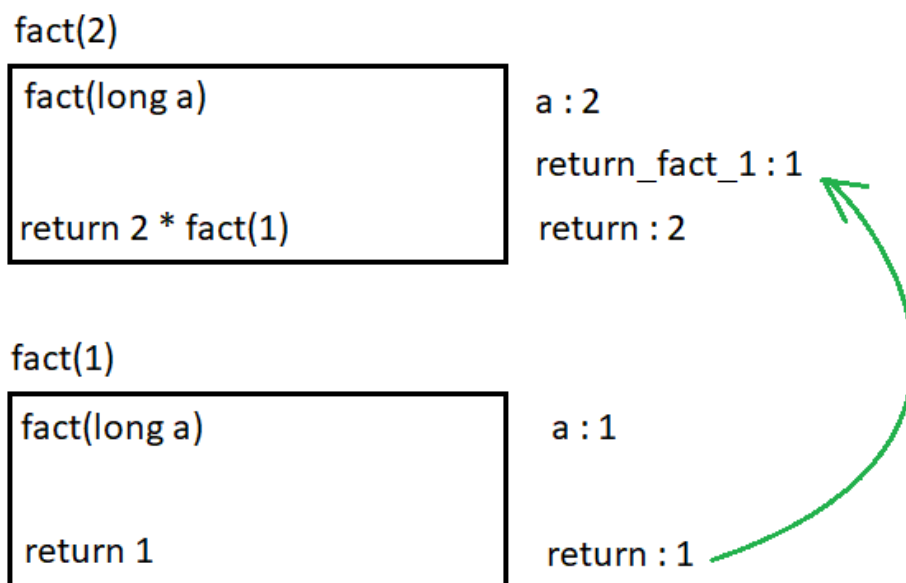 fact(2)
fact(long a)
a : 2
return_fact_1 : 1
return 2 * fact(1)
return : 2
fact(1)
fact(long a)
a : 1
return 1
return : 1